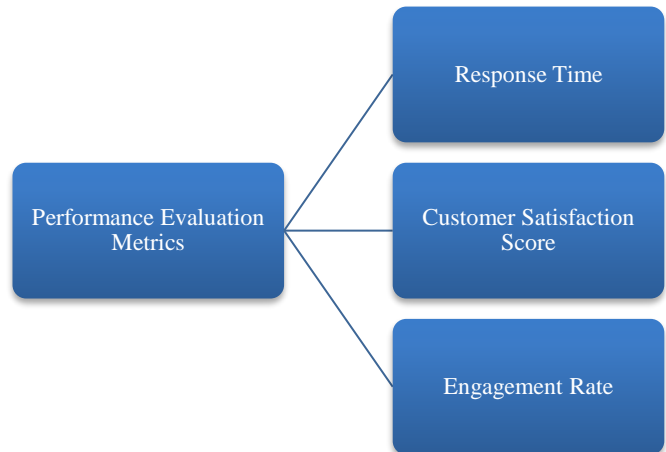 Response Time
Performance Evaluation
Metrics
Customer Satisfaction
Score
Engagement Rate